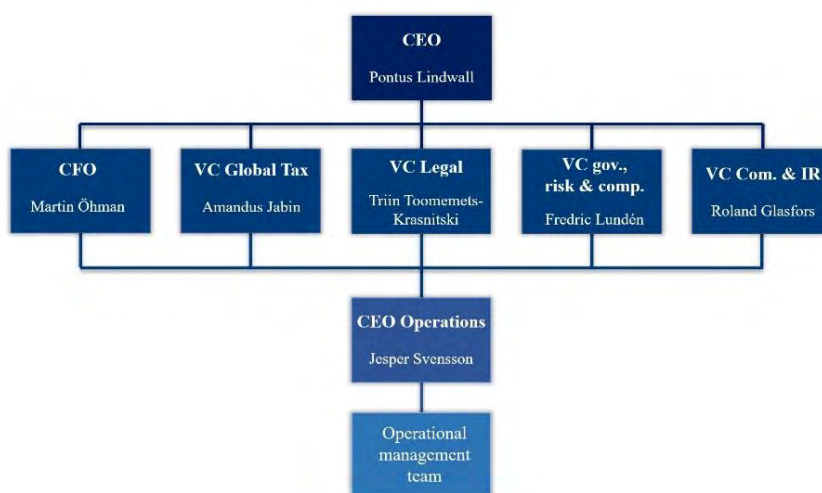 CEO
Pontus Lindwall
CFO
Martin Öhman
VC Global Tax
Amandus Jabin
VC Legal
Triin Toomemets-
Krasnitski
VC gov.,
risk & comp.
Fredric Lundén
VC Com. & IR
Roland Glasfors
CEO Operations
Jesper Svensson
Operational
management
team